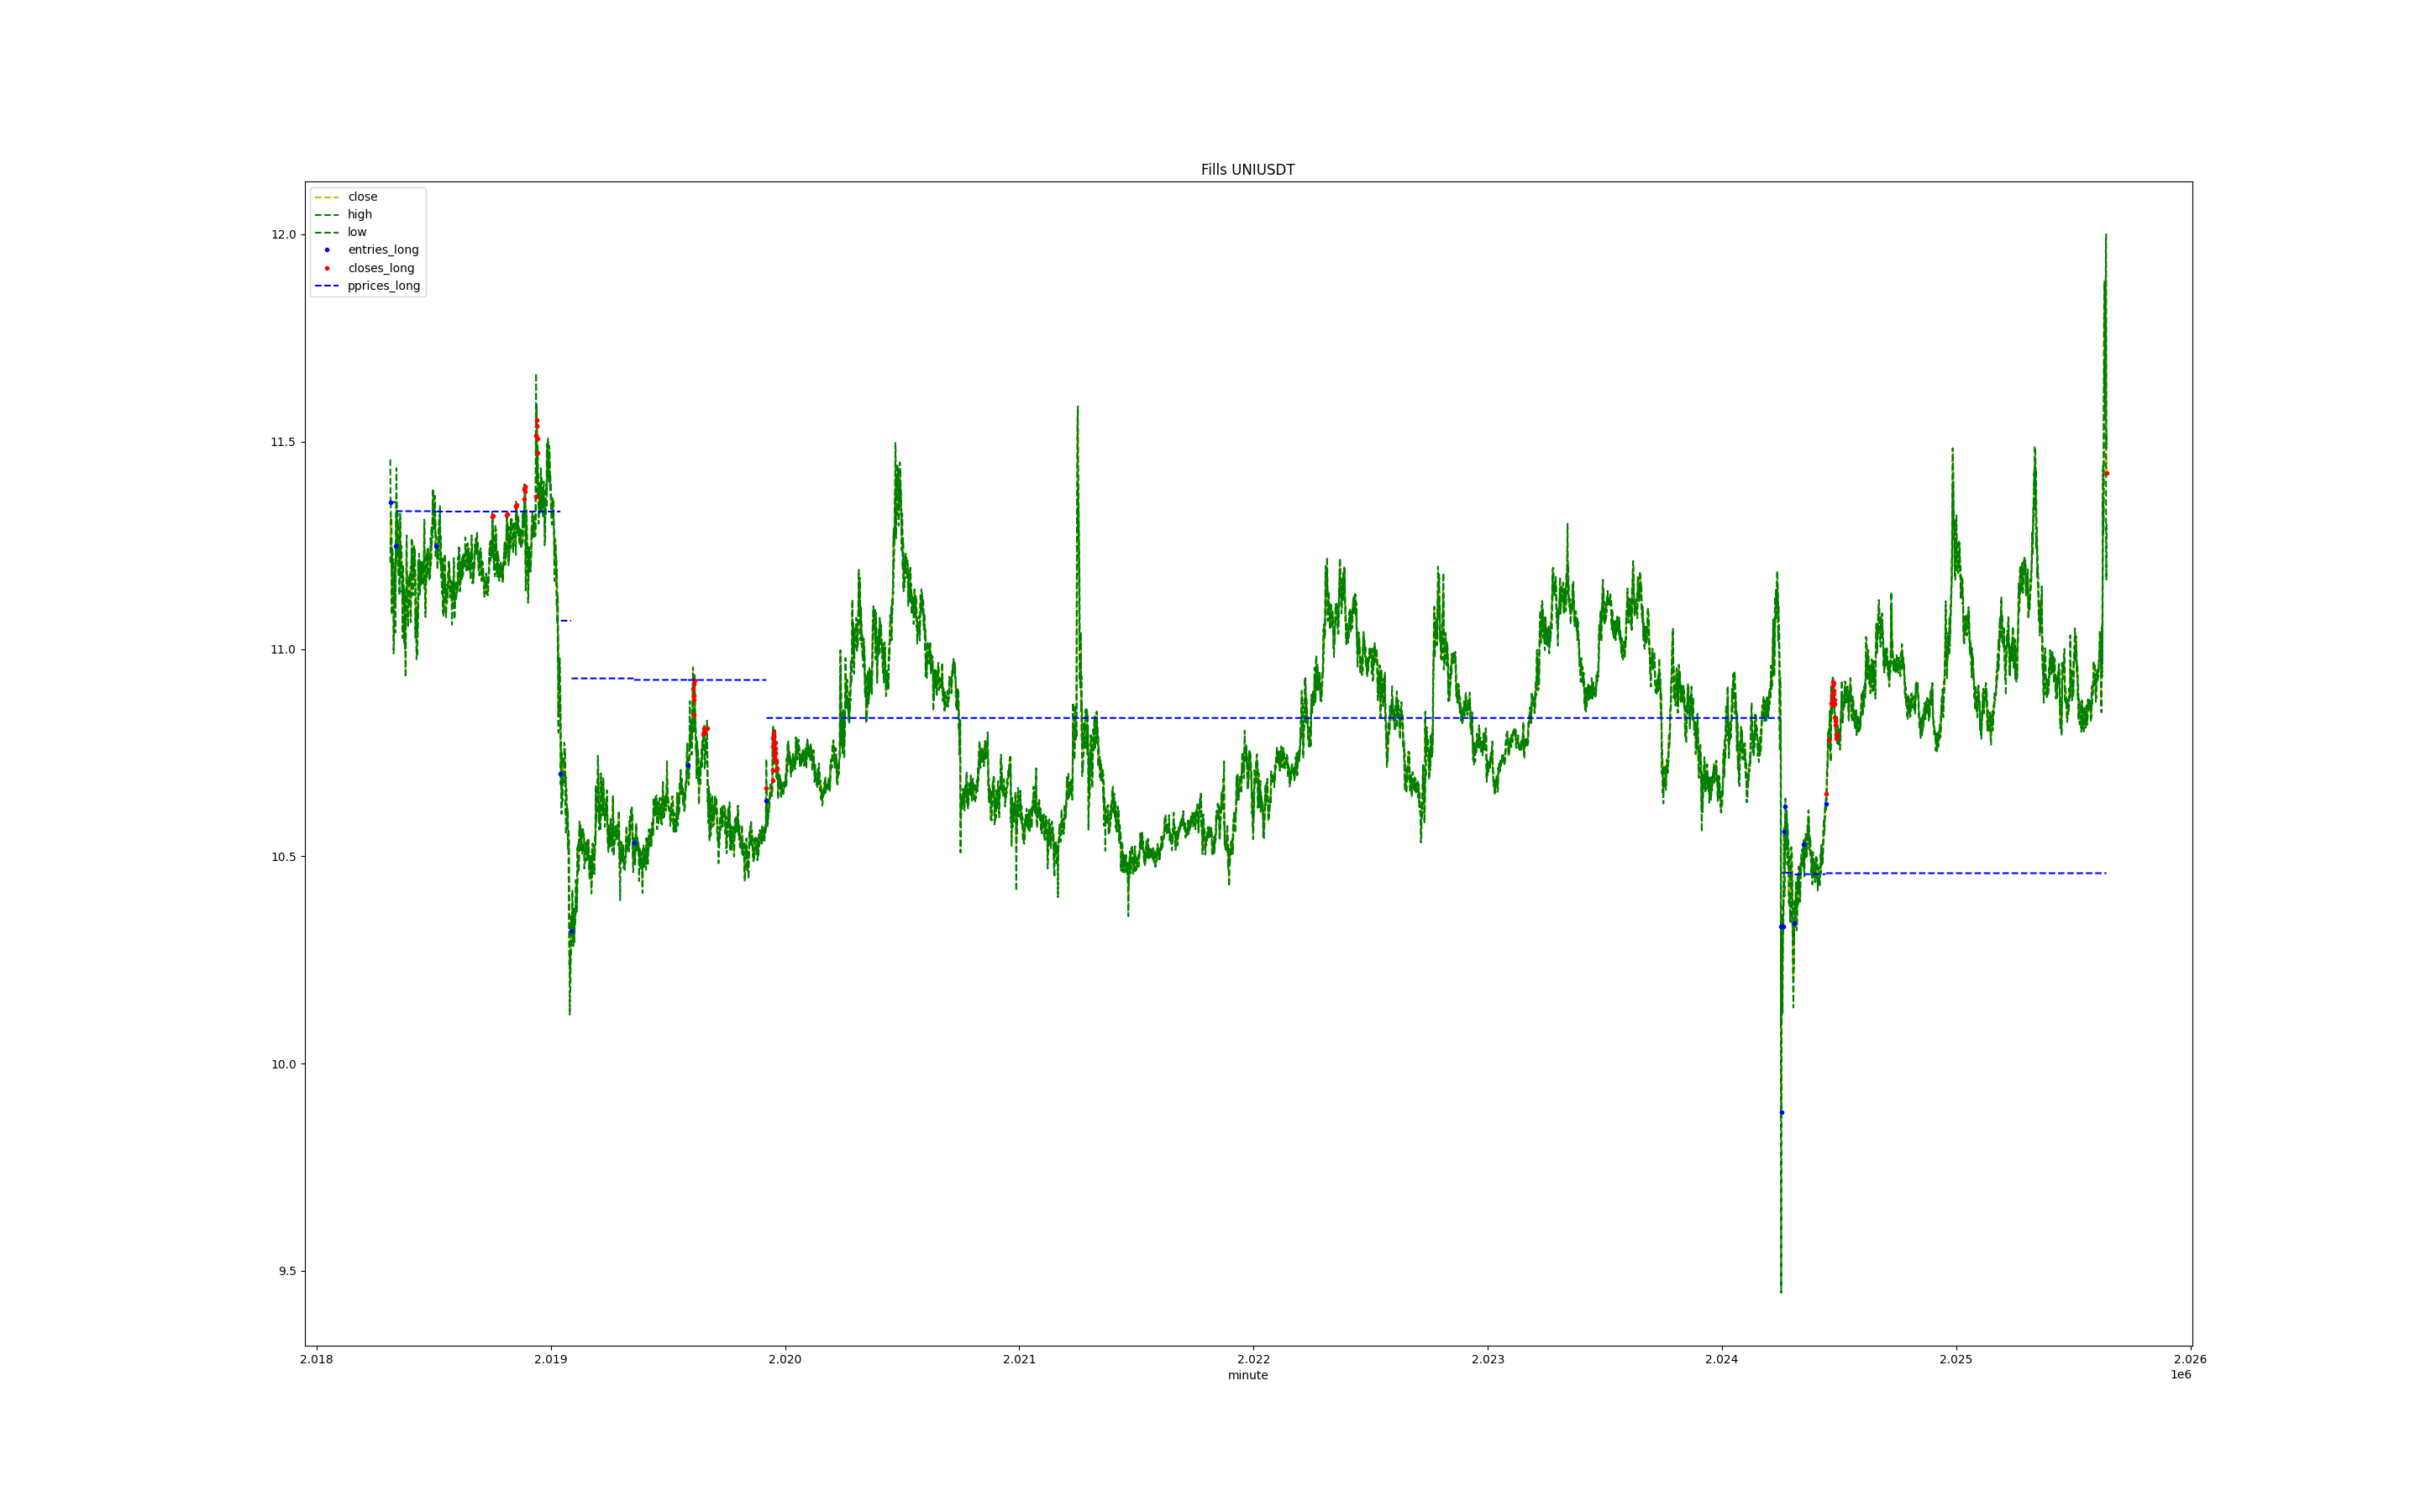 Fills UNIUSDT
close
high
low
entries_long
closes_long
pprices_long
12.0
11.5
11.0
10.5
10.0
9.5
2.018 2.019 2.020 2.021 2.022 2.023 2.024 2.025 2.026
minute 1e6